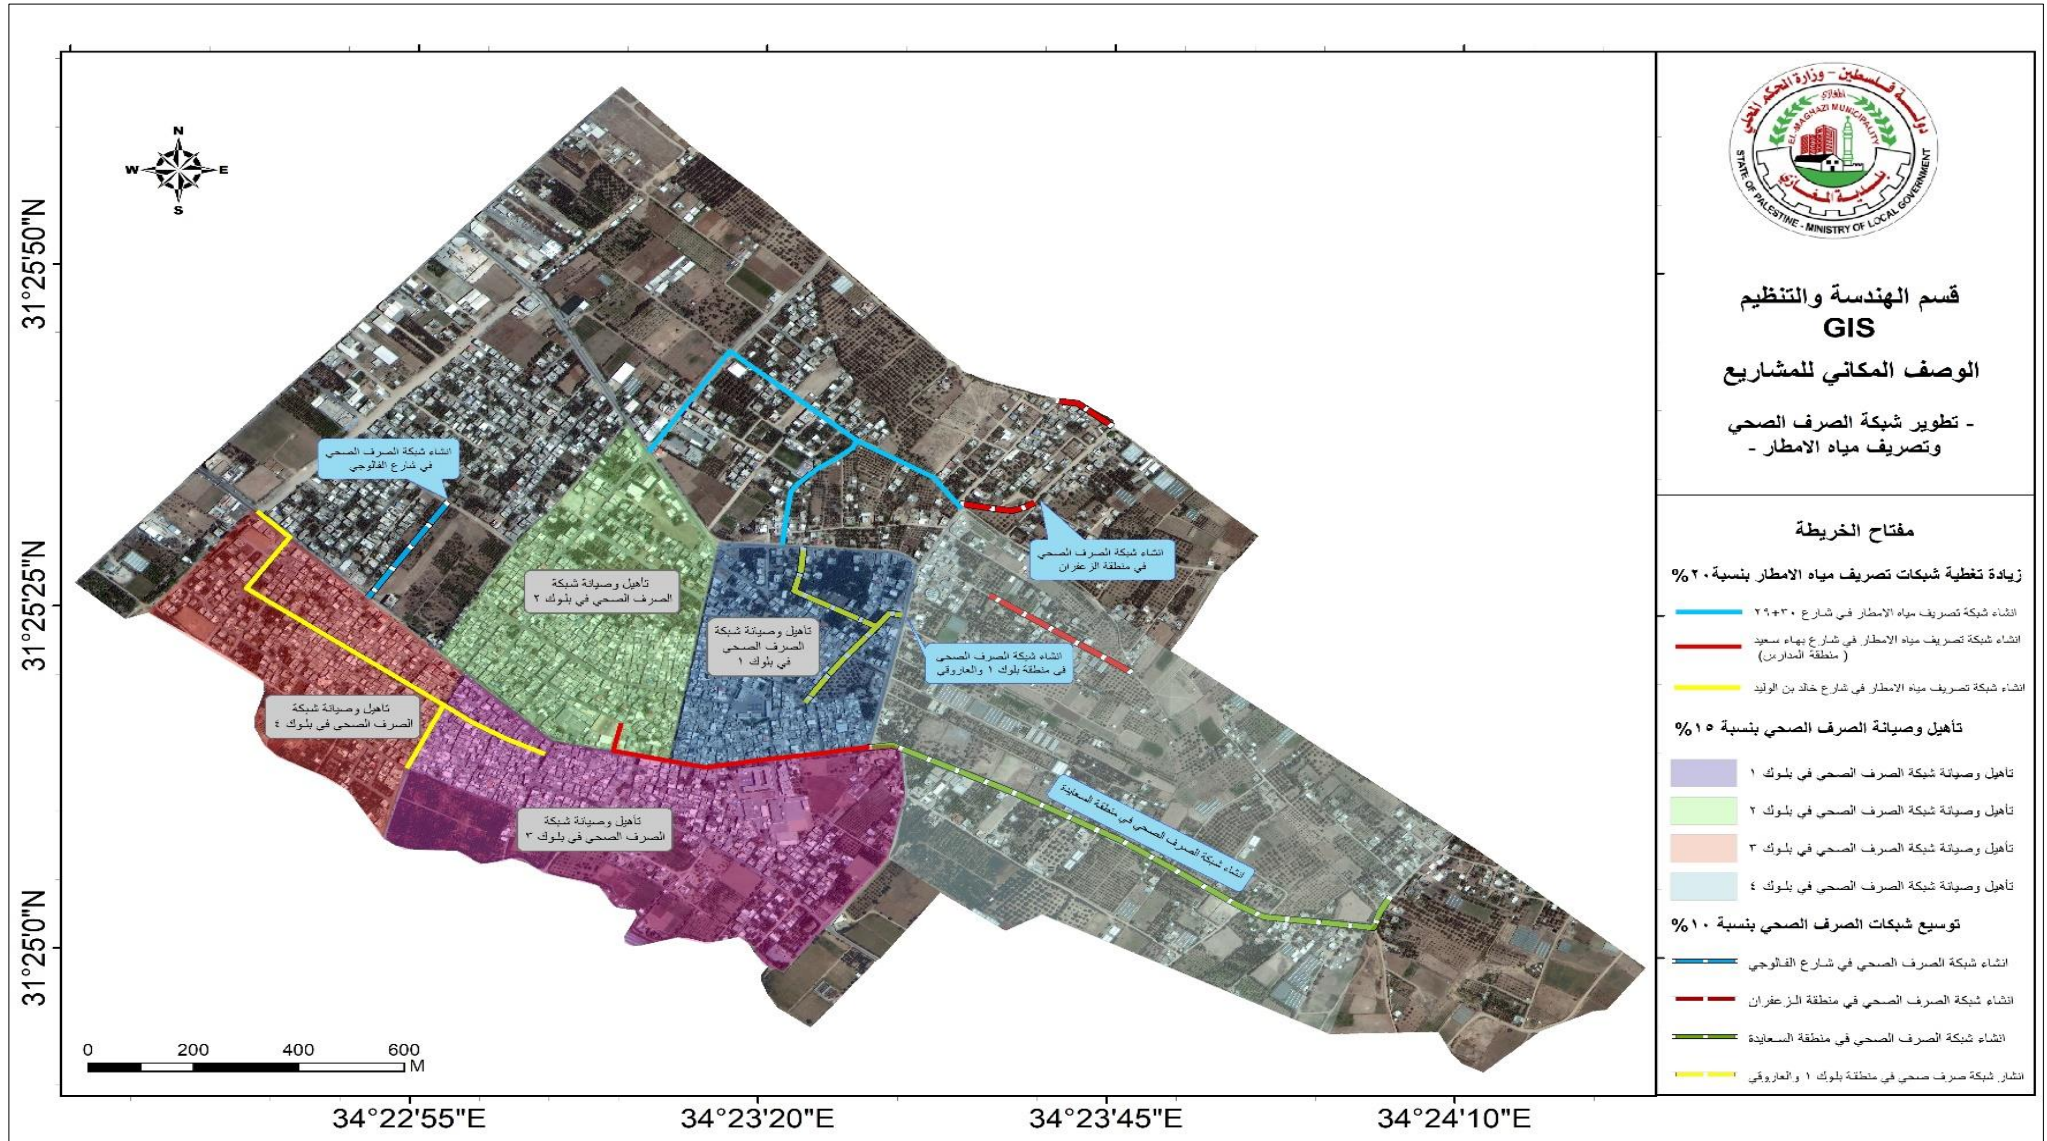 دولة فلسطين - وزارة الحكم المحلي
المغازي
EL-MAGHAZI MUNICIPALITY
بلدية المغازي
STATE OF PALESTINE - MINISTRY OF LOCAL GOVERNMENT
قسم الهندسة والتنظيم
GIS
الوصف المكاني للمشاريع
- تطوير شبكة الصرف الصحي
وتصريف مياه الامطار -
مفتاح الخريطة
زيادة تغطية شبكات تصريف مياه الامطار بنسبة ٢٠%
انشاء شبكة تصريف مياه الامطار في شارع ٣٠+٢٩
انشاء شبكة تصريف مياه الامطار في شارع بهاء سعيد
( منطقة المدارس)
انشاء شبكة تصريف مياه الامطار في شارع خالد بن الوليد
تأهيل وصيانة الصرف الصحي بنسبة ١٥%
تأهيل وصيانة شبكة الصرف الصحي في بلوك ١
تأهيل وصيانة شبكة الصرف الصحي في بلوك ٢
تأهيل وصيانة شبكة الصرف الصحي في بلوك ٣
تأهيل وصيانة شبكة الصرف الصحي في بلوك ٤
توسيع شبكات الصرف الصحي بنسبة ١٠%
انشاء شبكة الصرف الصحي في شارع الفالوجي
انشاء شبكة الصرف الصحي في منطقة الزعفران
انشاء شبكة الصرف الصحي في منطقة السعايدة
انشار شبكة صرف صحي في منطقة بلوك ١ والعاروقي
N
W E
S
انشاء شبكة الصرف الصحي
في شارع الفالوجي
انشاء شبكة الصرف الصحي
في منطقة الزعفران
تأهيل وصيانة شبكة
الصرف الصحي في بلوك ٢
تأهيل وصيانة شبكة
الصرف الصحي
في بلوك ١
انشاء شبكة الصرف الصحي
في منطقة بلوك ١ والعاروقي
تأهيل وصيانة شبكة
الصرف الصحي في بلوك ٤
تأهيل وصيانة شبكة
الصرف الصحي في بلوك ٣
انشاء شبكة الصرف الصحي في منطقة السعايدة
31°25'50"N
31°25'25"N
31°25'0"N
0 200 400 600
M
34°22'55"E 34°23'20"E 34°23'45"E 34°24'10"E